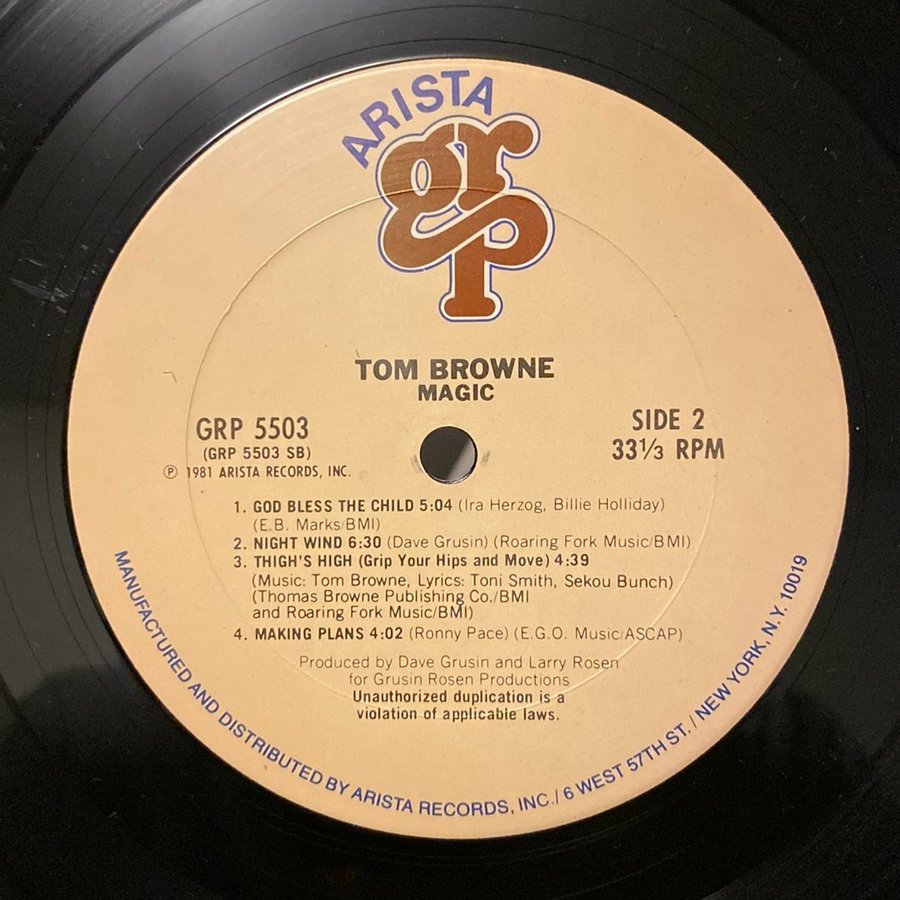 ARISTA
grp
TOM BROWNE
MAGIC
GRP 5503
(GRP 5503 SB)
℗ 1981 ARISTA RECORDS, INC.
SIDE 2
33⅓ RPM
1. GOD BLESS THE CHILD 5:04 (Ira Herzog, Billie Holliday)
(E.B. Marks/BMI)
2. NIGHT WIND 6:30 (Dave Grusin) (Roaring Fork Music/BMI)
3. THIGH'S HIGH (Grip Your Hips and Move) 4:39
(Music: Tom Browne, Lyrics: Toni Smith, Sekou Bunch)
(Thomas Browne Publishing Co./BMI
and Roaring Fork Music/BMI)
4. MAKING PLANS 4:02 (Ronny Pace) (E.G.O. Music/ASCAP)
Produced by Dave Grusin and Larry Rosen
for Grusin Rosen Productions
Unauthorized duplication is a
violation of applicable laws.
MANUFACTURED AND DISTRIBUTED BY ARISTA RECORDS, INC./ 6 WEST 57TH ST. / NEW YORK, N.Y. 10019